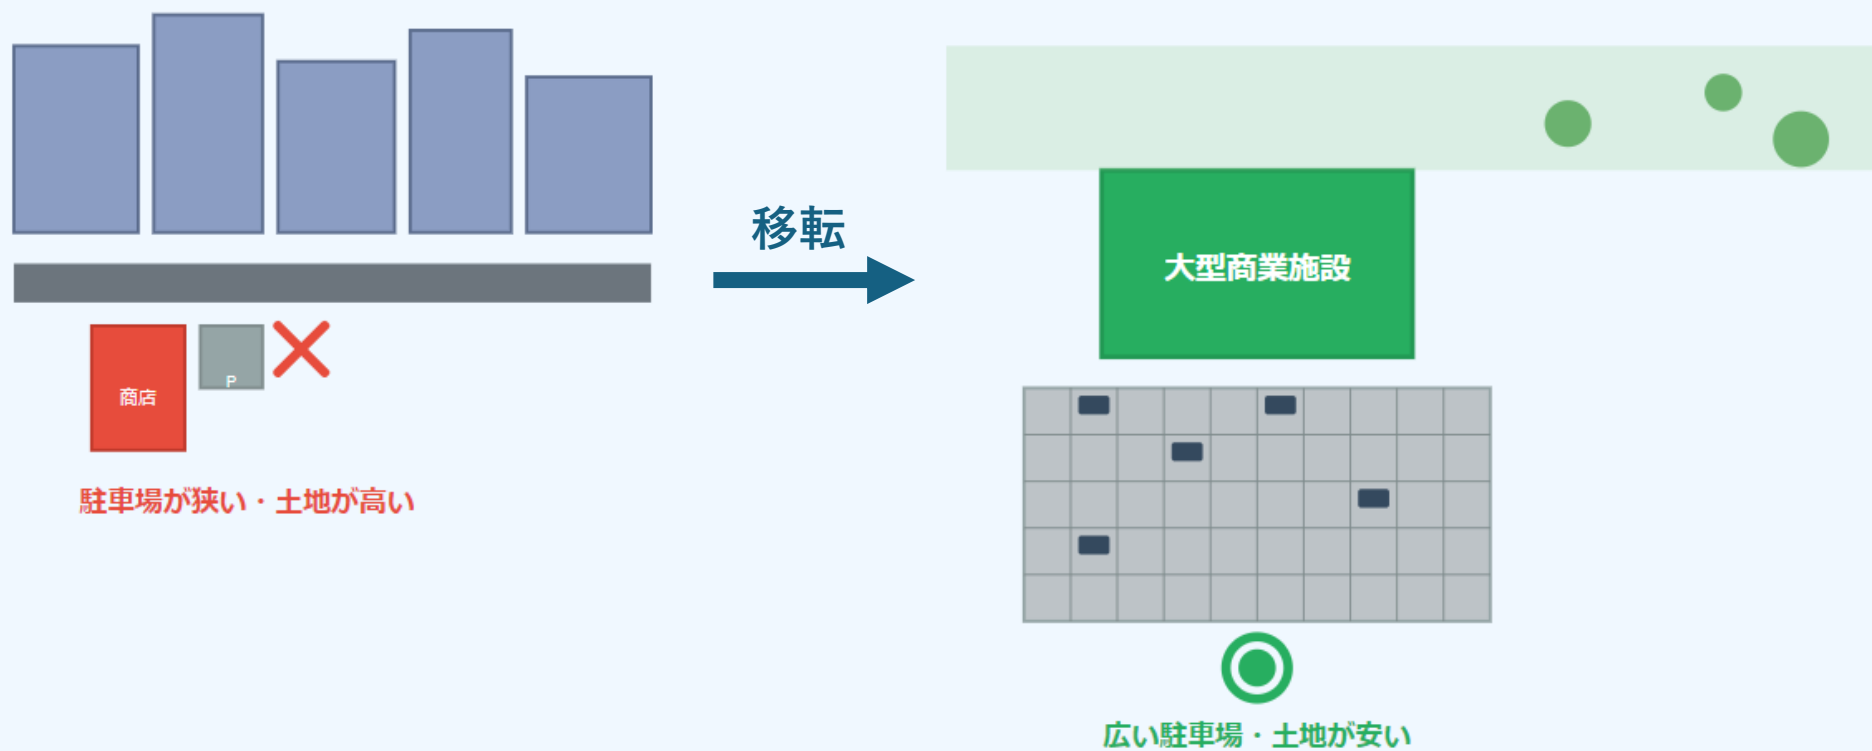 移転
商店
P
駐車場が狭い・土地が高い
大型商業施設
広い駐車場・土地が安い